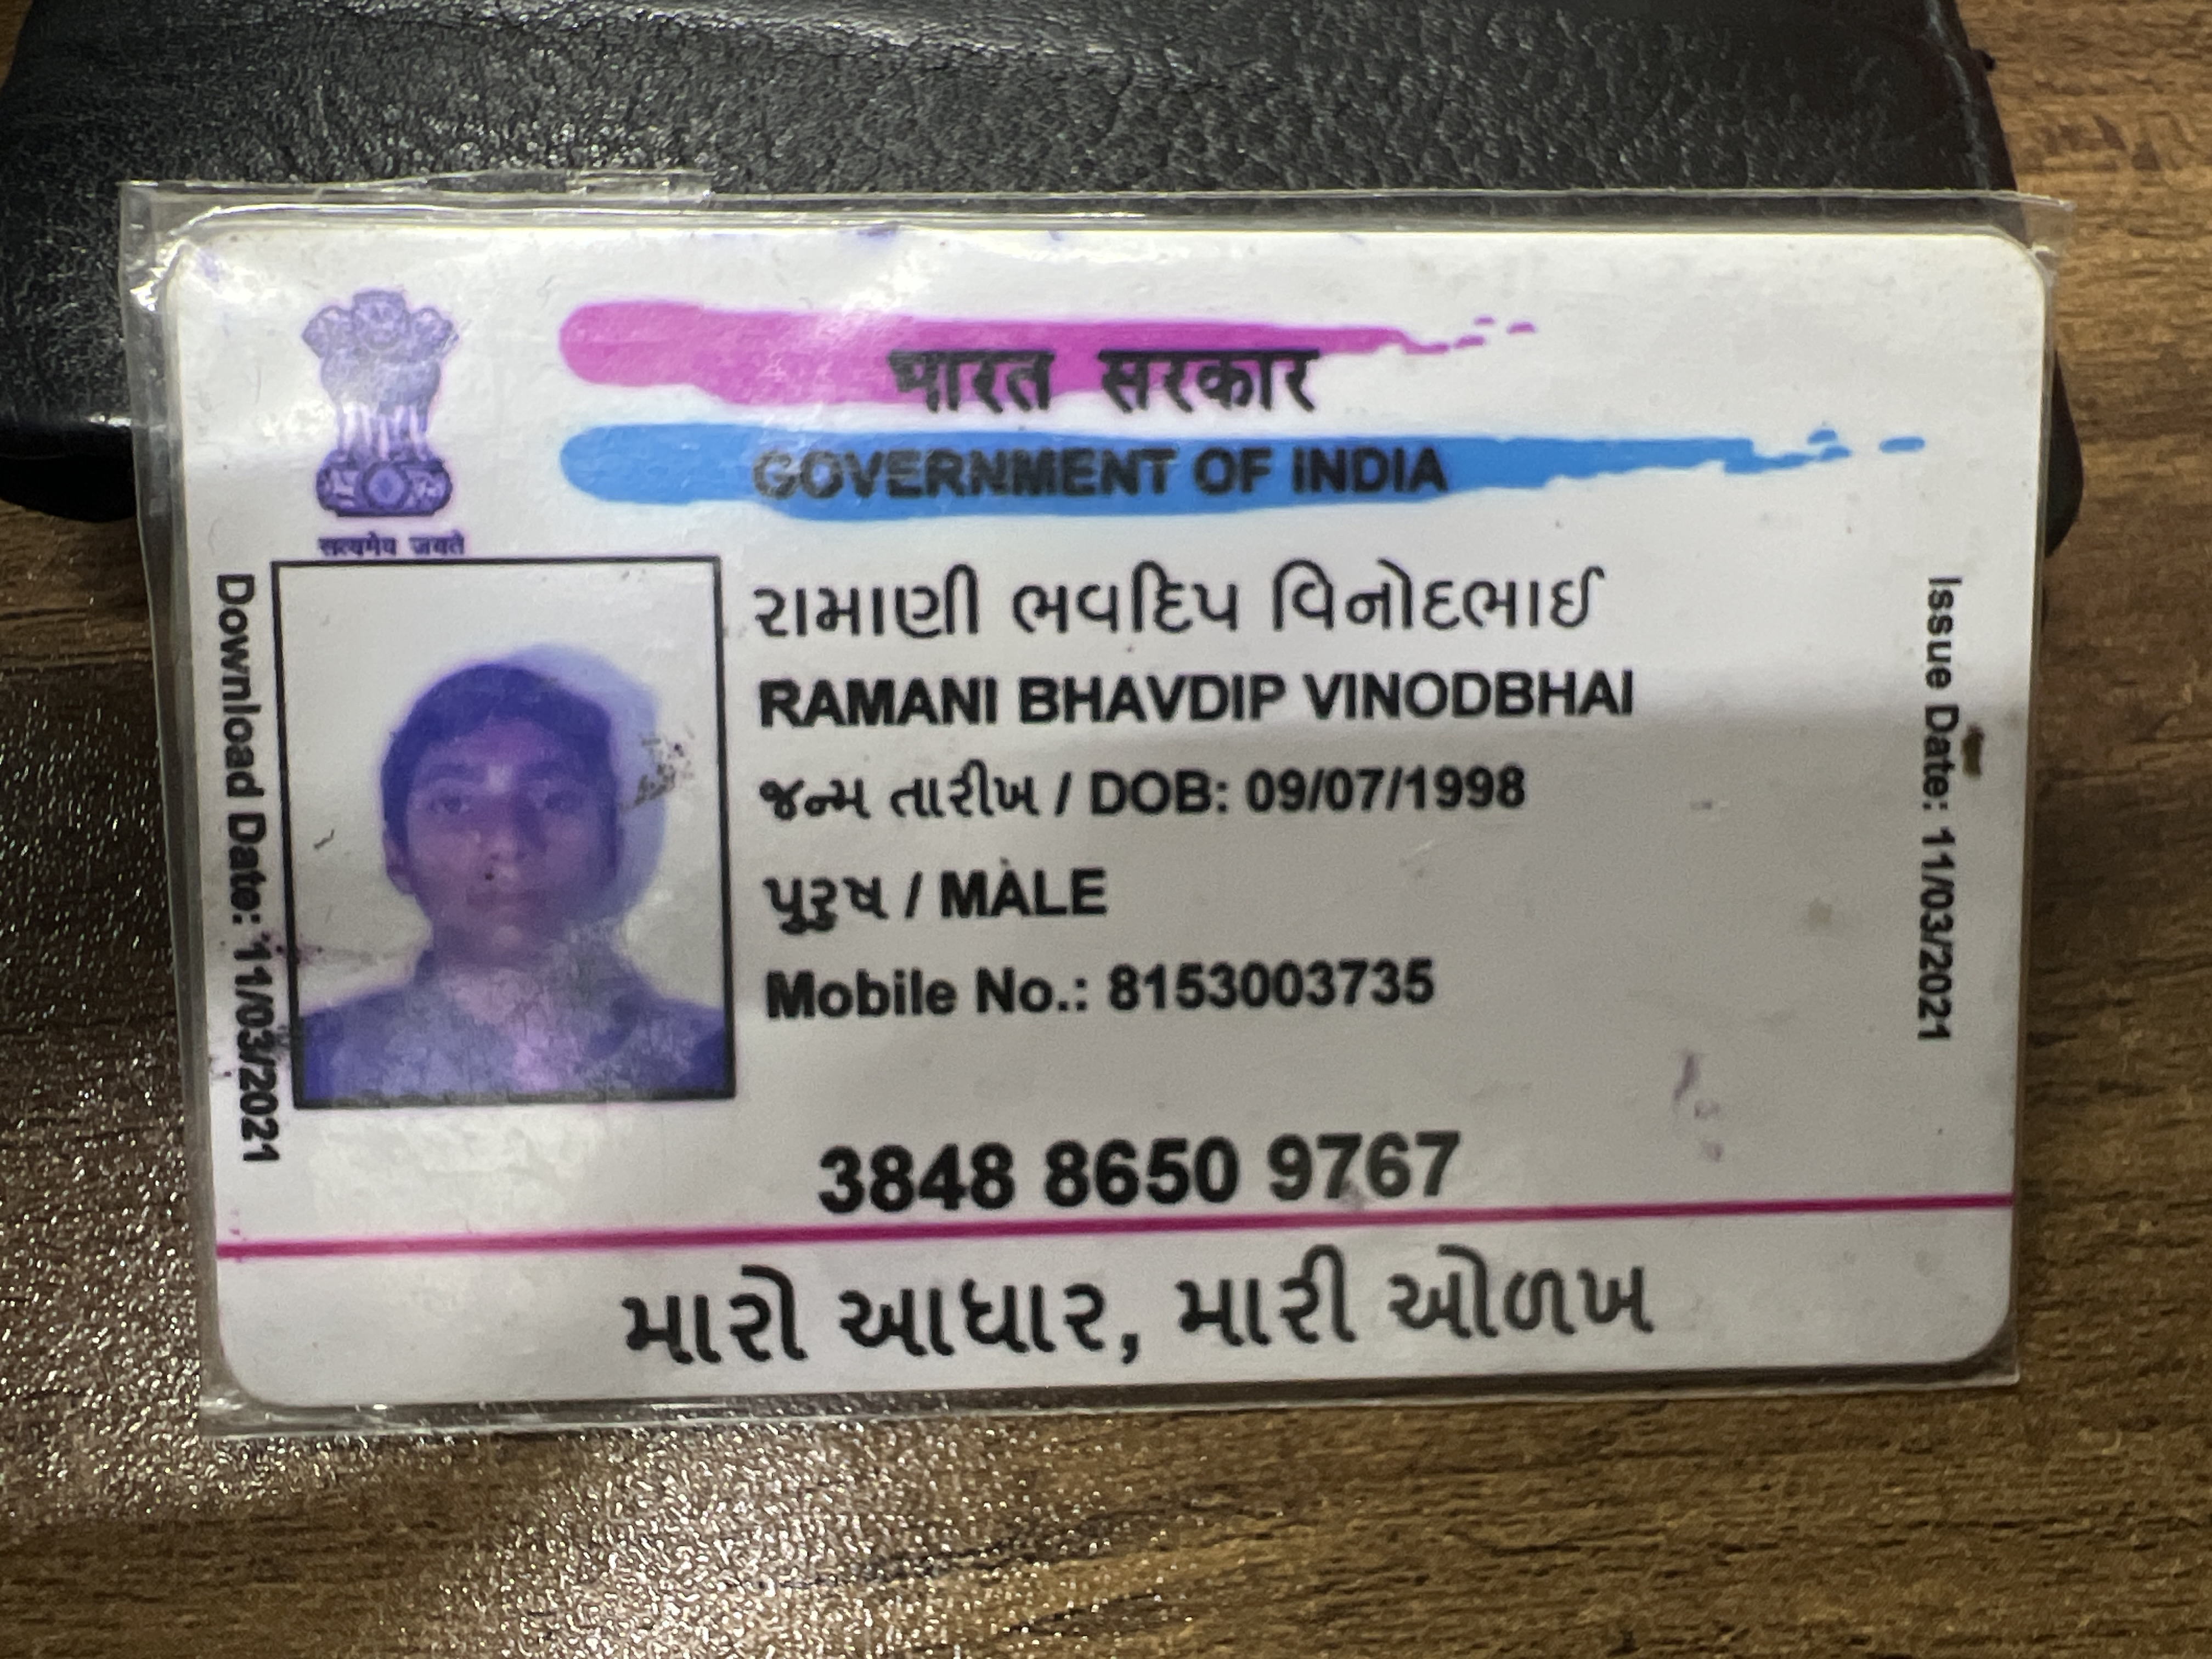 सत्यमेव जयते
भारत सरकार
GOVERNMENT OF INDIA
Download Date: 11/03/2021
રામાણી ભવદિપ વિનોદભાઈ
RAMANI BHAVDIP VINODBHAI
જન્મ તારીખ / DOB: 09/07/1998
પુરૂષ / MALE
Mobile No.: 8153003735
Issue Date: 11/03/2021
3848 8650 9767
મારો આધાર, મારી ઓળખ